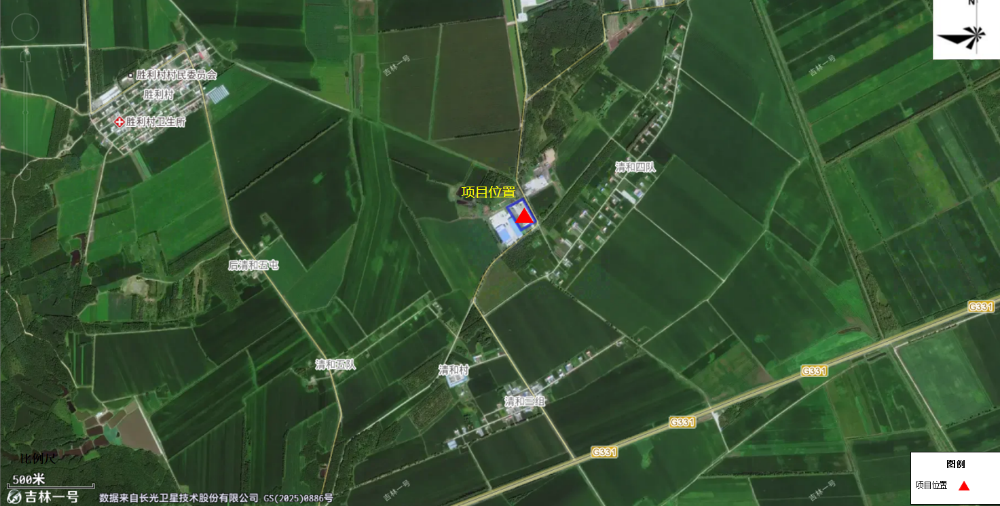 N
吉林一号
吉林一号
胜利村村民委员会
胜利村
胜利村卫生所
清和四队
项目位置
后清和五屯
G331
清和五队
清和村
G331
清和三组
G331
G331
比例尺
500米
吉林一号
数据来自长光卫星技术股份有限公司 GS(2025)0886号
吉林一号
吉林一号
图例
项目位置